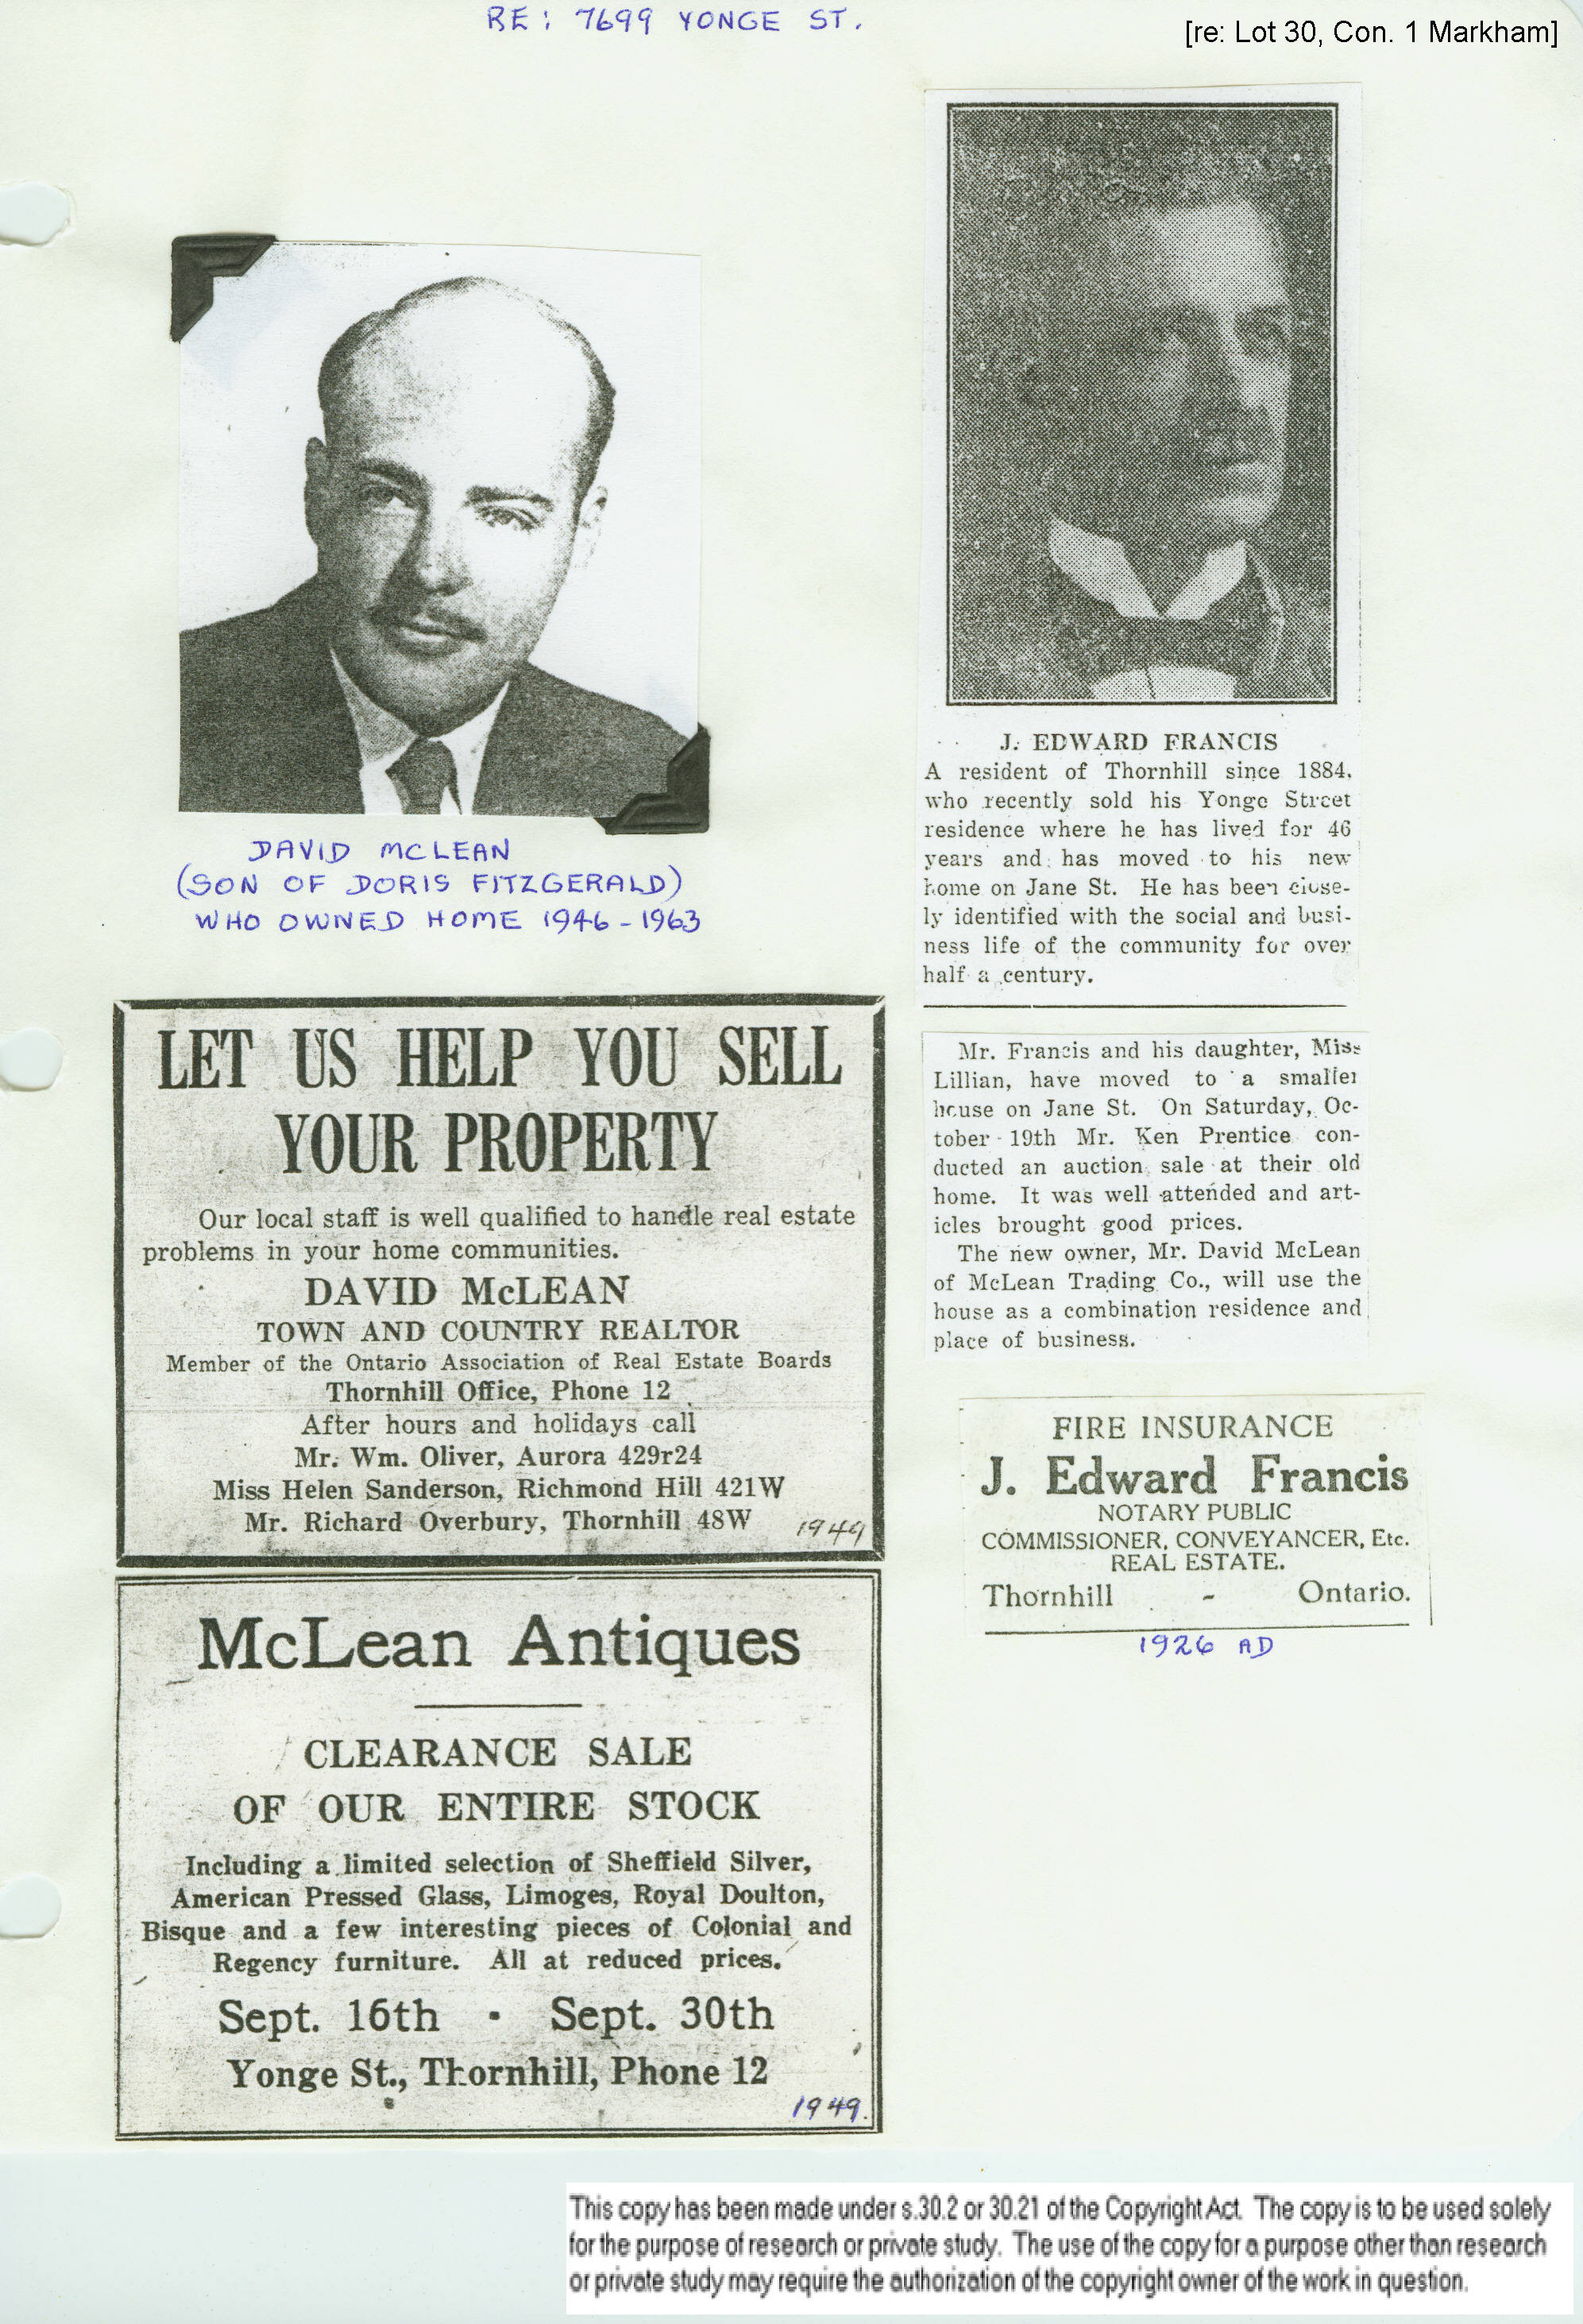 RE: 7699 YONGE ST.
[re: Lot 30, Con. 1 Markham]
DAVID MCLEAN
(SON OF DORIS FITZGERALD)
WHO OWNED HOME 1946-1963
LET US HELP YOU SELL
YOUR PROPERTY
Our local staff is well qualified to handle real estate
problems in your home communities.
DAVID McLEAN
TOWN AND COUNTRY REALTOR
Member of the Ontario Association of Real Estate Boards
Thornhill Office, Phone 12
After hours and holidays call
Mr. Wm. Oliver, Aurora 429r24
Miss Helen Sanderson, Richmond Hill 421W
Mr. Richard Overbury, Thornhill 48W
1949
McLean Antiques
CLEARANCE SALE
OF OUR ENTIRE STOCK
Including a limited selection of Sheffield Silver,
American Pressed Glass, Limoges, Royal Doulton,
Bisque and a few interesting pieces of Colonial and
Regency furniture. All at reduced prices.
Sept. 16th - Sept. 30th
Yonge St., Thornhill, Phone 12
1949.
J. EDWARD FRANCIS
A resident of Thornhill since 1884,
who recently sold his Yonge Street
residence where he has lived for 46
years and has moved to his new
home on Jane St. He has been close-
ly identified with the social and busi-
ness life of the community for over
half a century.
Mr. Francis and his daughter, Miss
Lillian, have moved to a smaller
house on Jane St. On Saturday, Oc-
tober 19th Mr. Ken Prentice con-
ducted an auction sale at their old
home. It was well attended and art-
icles brought good prices.
The new owner, Mr. David McLean
of McLean Trading Co., will use the
house as a combination residence and
place of business.
FIRE INSURANCE
J. Edward Francis
NOTARY PUBLIC
COMMISSIONER, CONVEYANCER, Etc.
REAL ESTATE.
Thornhill - Ontario.
1926 AD
This copy has been made under s.30.2 or 30.21 of the Copyright Act. The copy is to be used solely
for the purpose of research or private study. The use of the copy for a purpose other than research
or private study may require the authorization of the copyright owner of the work in question.